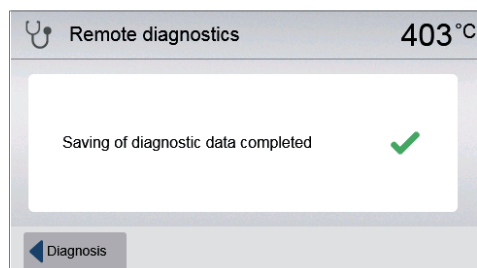 Remote diagnostics 403°C
Saving of diagnostic data completed
Diagnosis